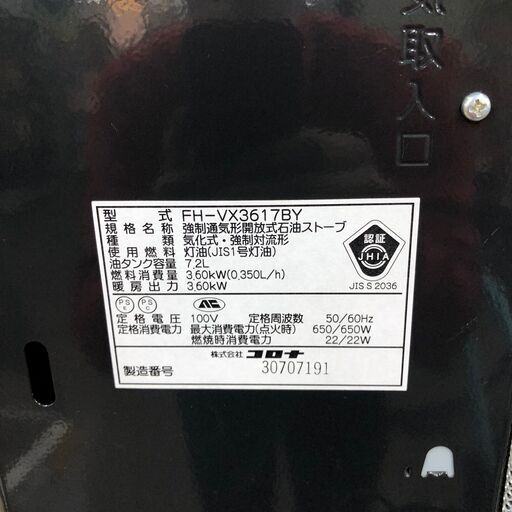 取入口
型 式 FH-VX3617BY
規格名称 強制通気形開放式石油ストーブ
種 類 気化式・強制対流形
使用燃料 灯油(JIS1号灯油)
油タンク容量 7,2L
燃料消費量 3,60kW(0,350L/h)
暖房出力 3,60kW
認証
JHIA
JIS S 2036
PS
PS
定格電圧 100V 定格周波数 50/60Hz
定格消費電力 最大消費電力(点火時) 650/650W
燃焼時消費電力 22/22W
株式会社 コロナ
製造番号 30707191